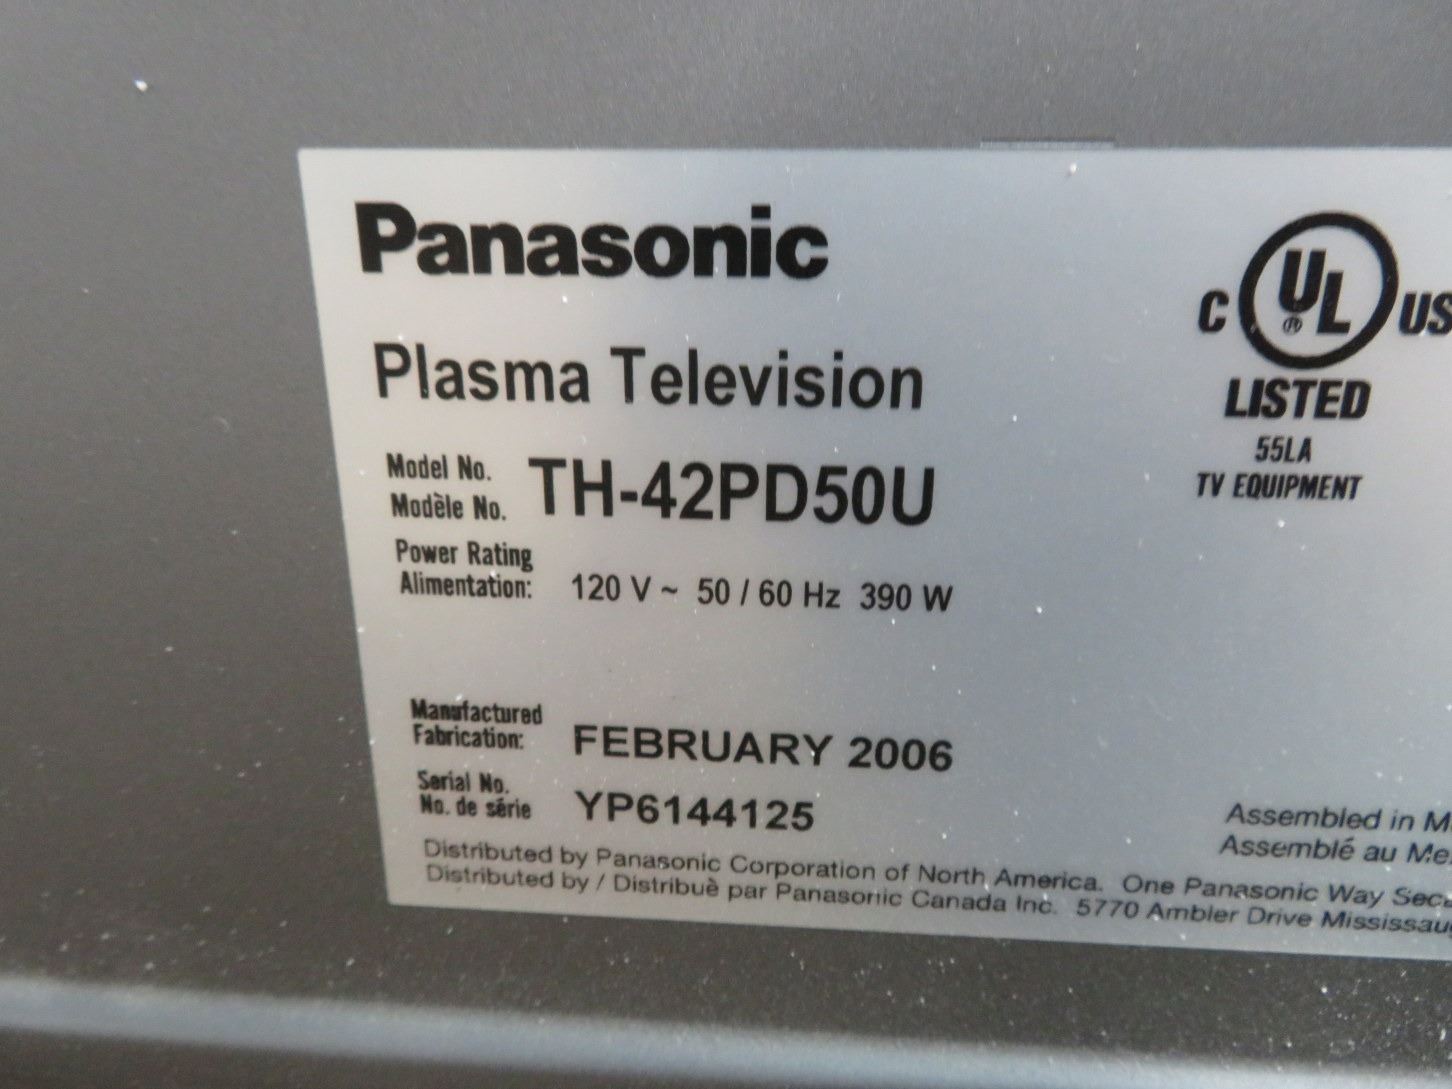 Panasonic
Plasma Television
Model No.
Modèle No.
TH-42PD50U
Power Rating
Alimentation:
120 V ~ 50 / 60 Hz 390 W
Manufactured
Fabrication:
FEBRUARY 2006
Serial No.
No. de série
YP6144125
C UL ® US
LISTED
55LA
TV EQUIPMENT
Assembled in
Assemblé au
Distributed by Panasonic Corporation of North America. One Panasonic Way
Distributed by / Distribuè par Panasonic Canada Inc. 5770 Ambler Drive